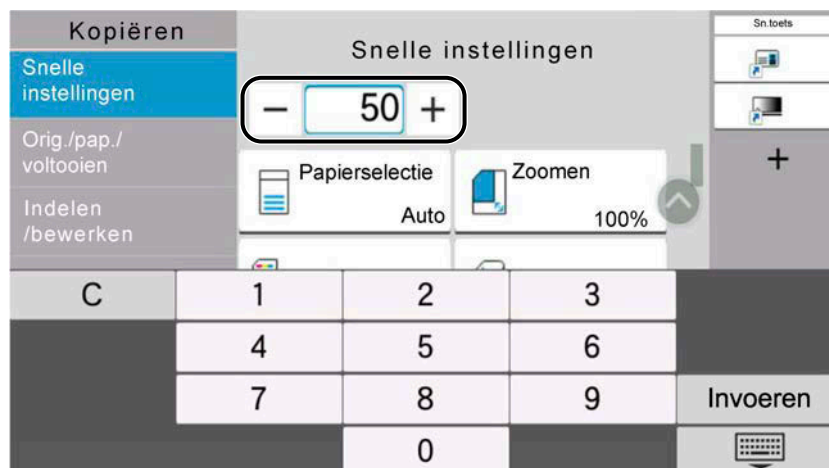 Kopiëren
Snelle
instellingen
Orig./pap./
voltooien
Indelen
/bewerken
Snelle instellingen
− 50 +
Papierselectie
Auto
Zoomen
100%
Sn.toets
+
C 1 2 3
4 5 6
7 8 9 Invoeren
0